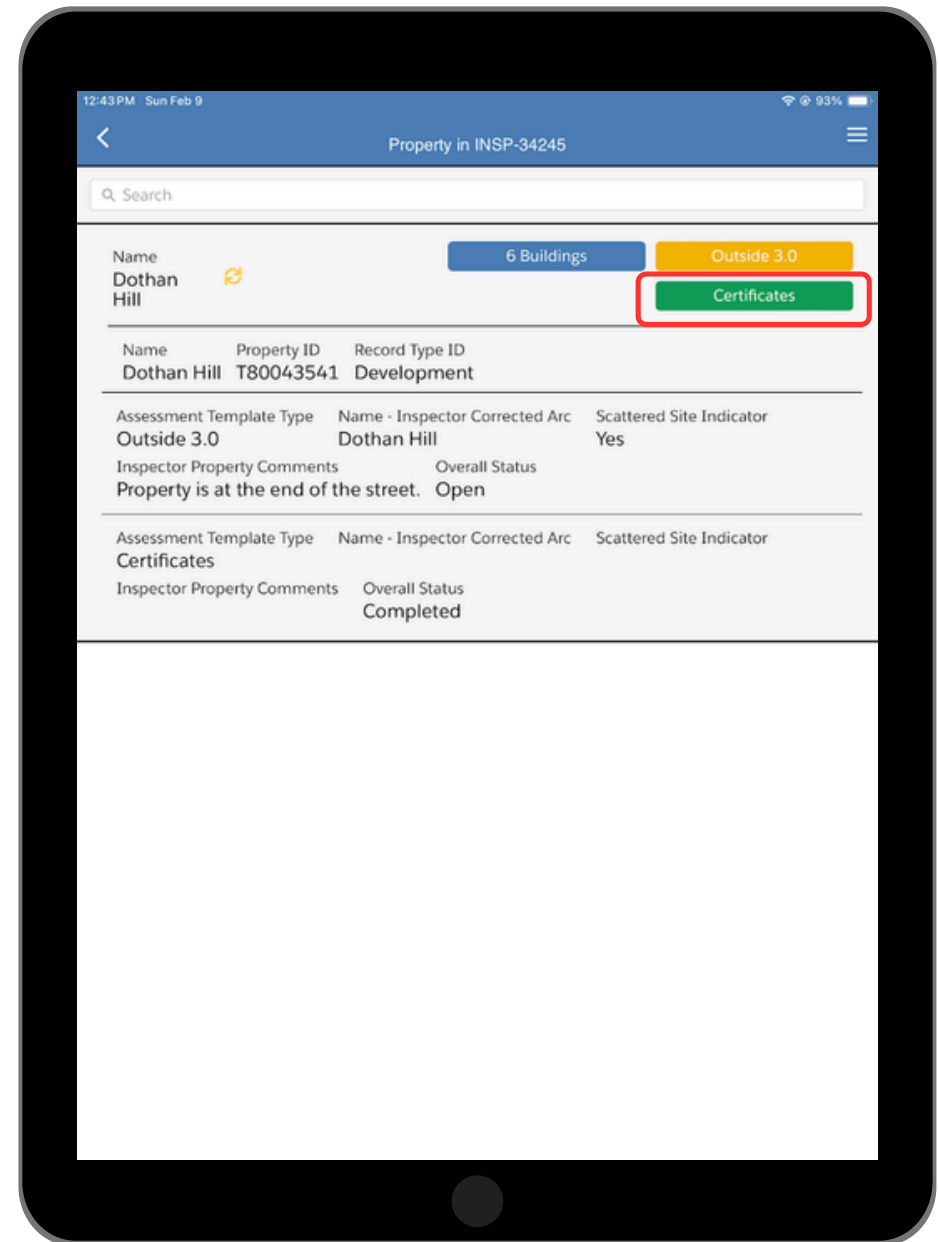 12:43 PM Sun Feb 9 93%
Property in INSP-34245
Search
Name 6 Buildings Outside 3.0
Dothan
Hill Certificates
Name Property ID Record Type ID
Dothan Hill T80043541 Development
Assessment Template Type Name - Inspector Corrected Arc Scattered Site Indicator
Outside 3.0 Dothan Hill Yes
Inspector Property Comments Overall Status
Property is at the end of the street. Open
Assessment Template Type Name - Inspector Corrected Arc Scattered Site Indicator
Certificates
Inspector Property Comments Overall Status
Completed